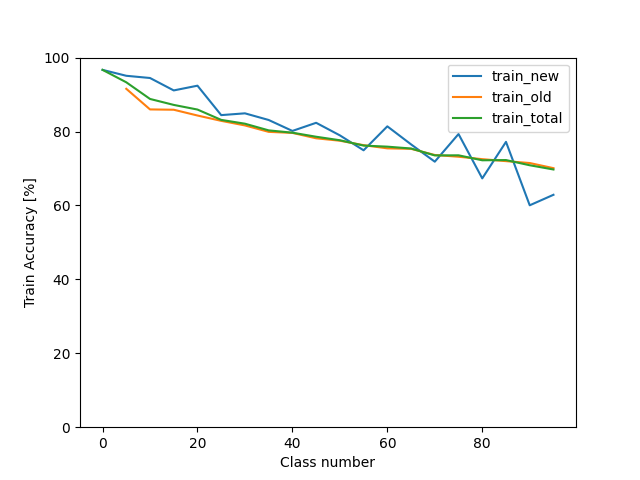 100
80
60
40
20
0
Train Accuracy [%]
train_new
train_old
train_total
0 20 40 60 80
Class number